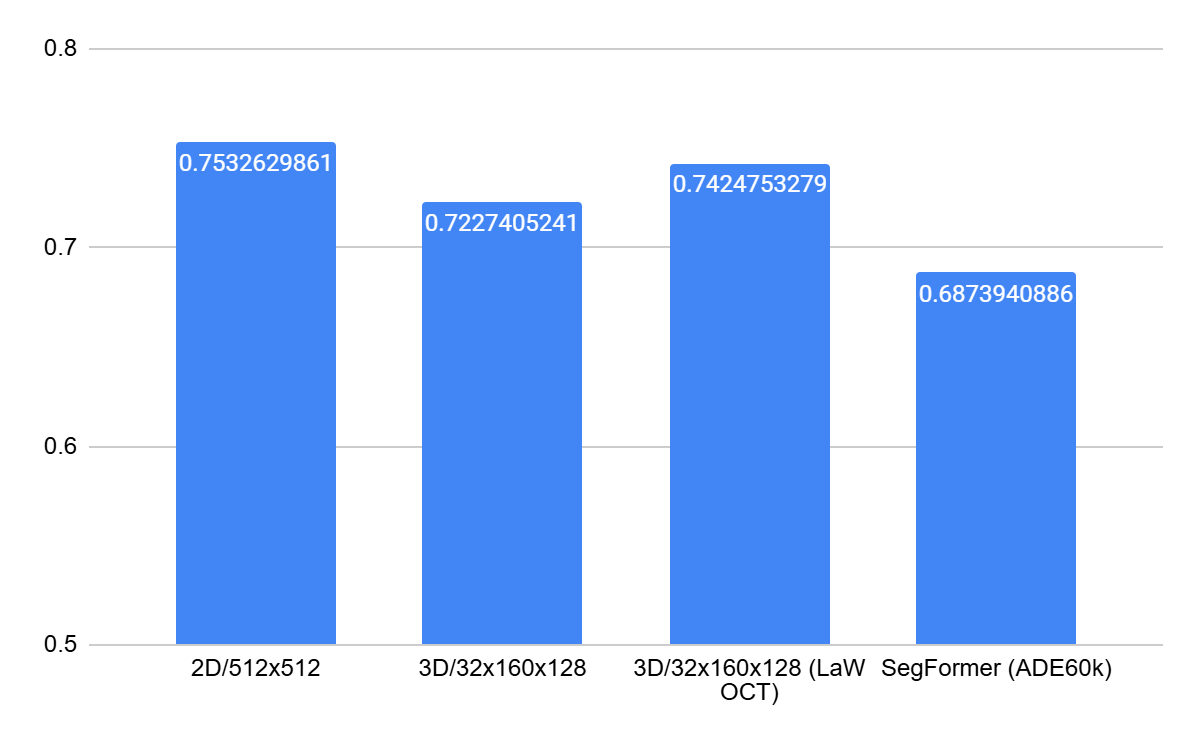 0.8
0.7532629861
0.7424753279
0.7227405241
0.7
0.6873940886
0.6
0.5
2D/512x512
3D/32x160x128
3D/32x160x128 (LaW
OCT)
SegFormer (ADE60k)